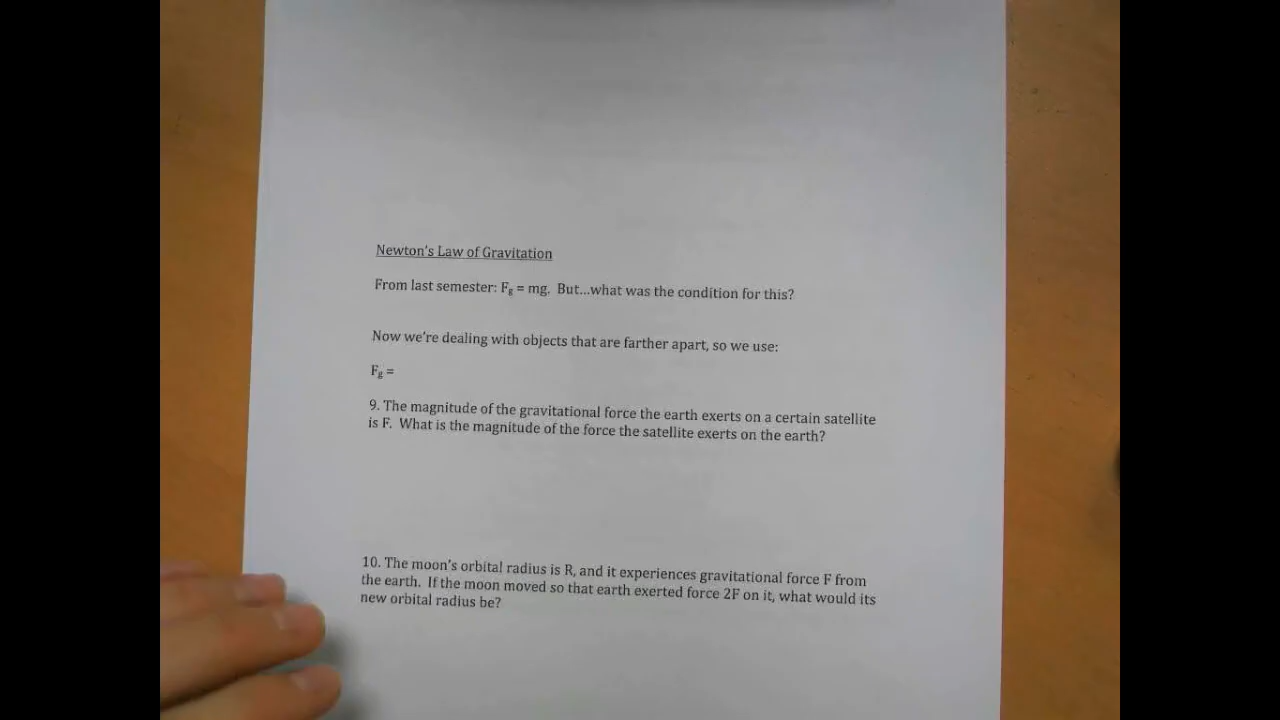 Newton's Law of Gravitation
From last semester: Fg = mg. But...what was the condition for this?
Now we're dealing with objects that are farther apart, so we use:
Fg =
9. The magnitude of the gravitational force the earth exerts on a certain satellite
is F. What is the magnitude of the force the satellite exerts on the earth?
10. The moon's orbital radius is R, and it experiences gravitational force F from
the earth. If the moon moved so that earth exerted force 2F on it, what would its
new orbital radius be?